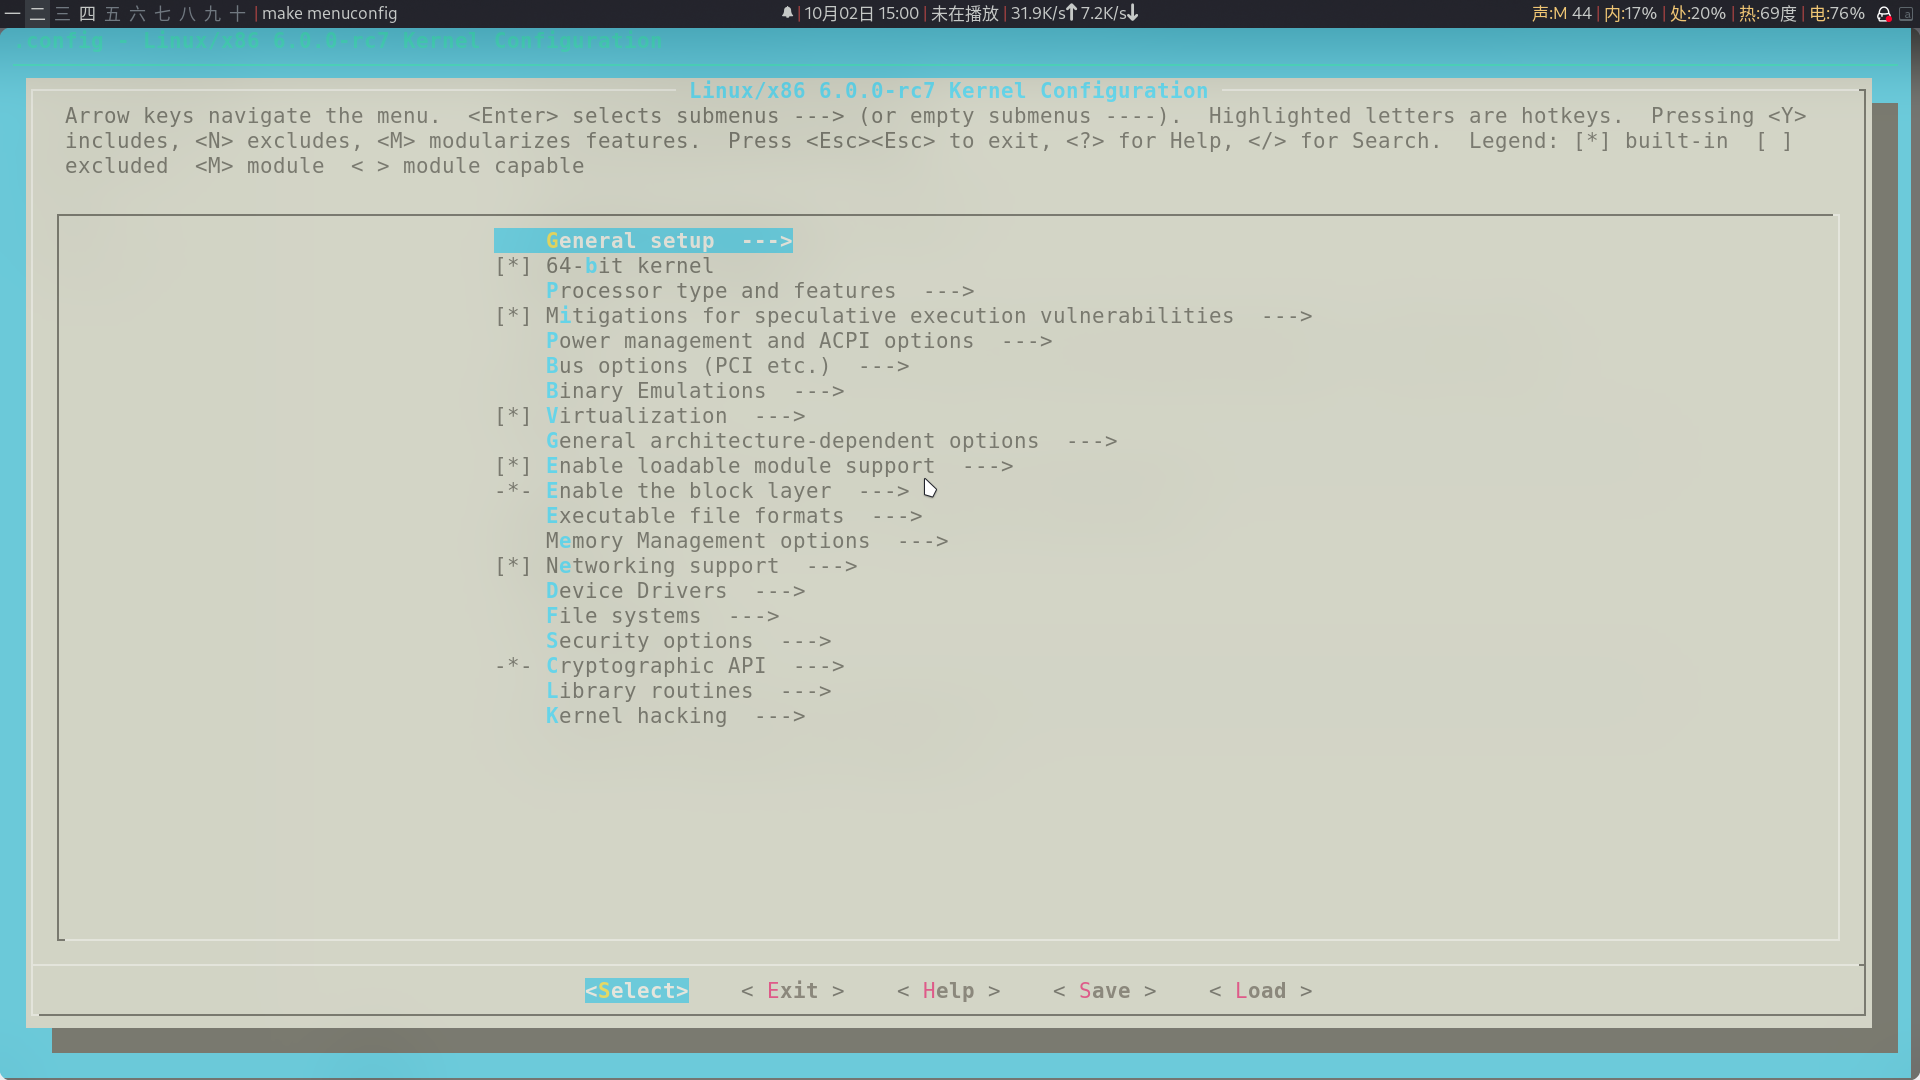 一 二 三 四 五 六 七 八 九 十 | make menuconfig
| 10月02日 15:00 | 未在播放 | 31.9K/s 7.2K/s
声:M 44 | 内:17% | 处:20% | 热:69度 | 电:76%
.config - Linux/x86 6.0.0-rc7 Kernel Configuration
Linux/x86 6.0.0-rc7 Kernel Configuration
Arrow keys navigate the menu.  <Enter> selects submenus ---> (or empty submenus ----).  Highlighted letters are hotkeys.  Pressing <Y>
includes, <N> excludes, <M> modularizes features.  Press <Esc><Esc> to exit, <?> for Help, </> for Search.  Legend: [*] built-in  [ ]
excluded  <M> module  < > module capable
General setup  --->
[*] 64-bit kernel
Processor type and features  --->
[*] Mitigations for speculative execution vulnerabilities  --->
Power management and ACPI options  --->
Bus options (PCI etc.)  --->
Binary Emulations  --->
[*] Virtualization  --->
General architecture-dependent options  --->
[*] Enable loadable module support  --->
-*- Enable the block layer  --->
Executable file formats  --->
Memory Management options  --->
[*] Networking support  --->
Device Drivers  --->
File systems  --->
Security options  --->
-*- Cryptographic API  --->
Library routines  --->
Kernel hacking  --->
<Select>    < Exit >    < Help >    < Save >    < Load >